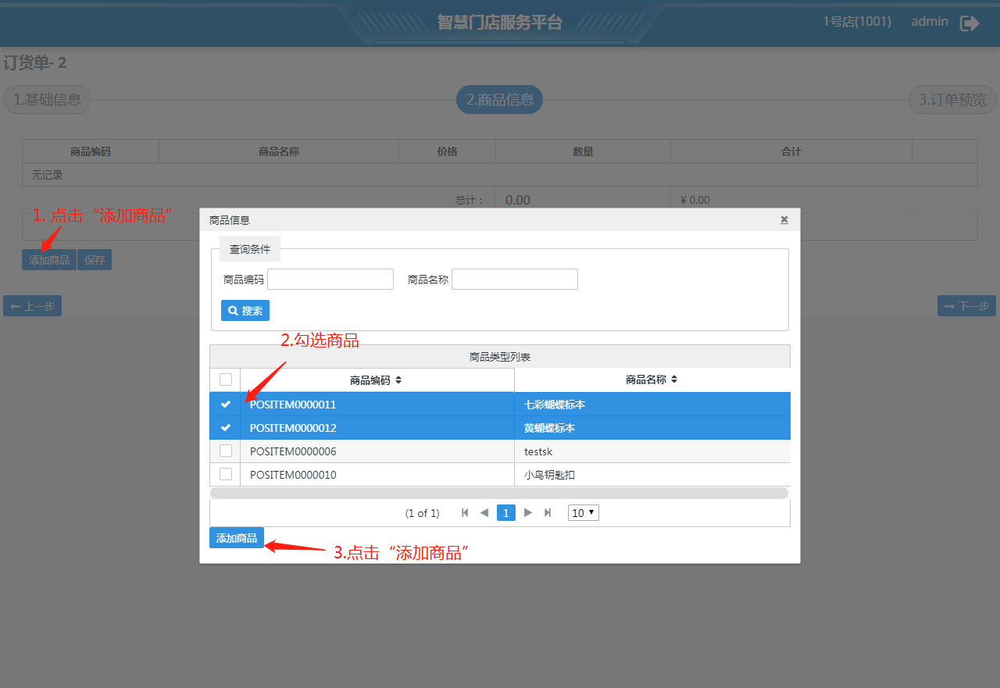 智慧门店服务平台
1号店(1001) admin
订货单- 2
1.基础信息 2.商品信息 3.订单预览
商品编码 商品名称 价格 数量 合计
无记录
总计： 0.00 ¥ 0.00
1. 点击“添加商品”
添加商品 保存
上一步 下一步
商品信息
查询条件
商品编码 商品名称
搜索
2.勾选商品
商品类型列表
商品编码 商品名称
POSITEM0000011 七彩蝴蝶标本
POSITEM0000012 黄蝴蝶标本
POSITEM0000006 testsk
POSITEM0000010 小鸟钥匙扣
(1 of 1) 1 10
添加商品
3.点击“添加商品”